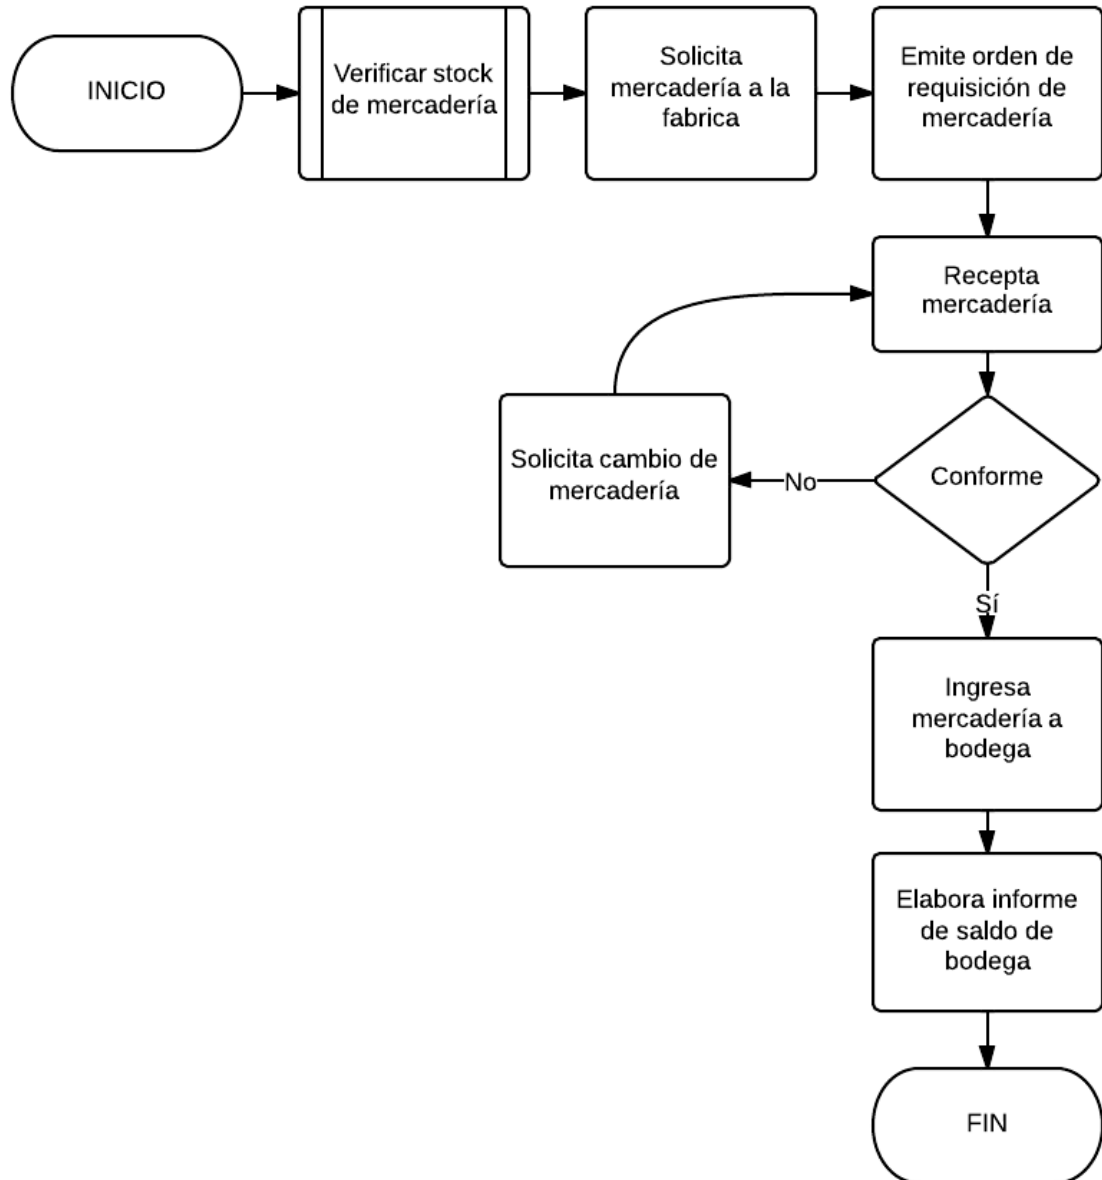 INICIO
Verificar stock
de mercadería
Solicita
mercadería a la
fabrica
Emite orden de
requisición de
mercadería
Recepta
mercadería
Conforme
No
Solicita cambio de
mercadería
Sí
Ingresa
mercadería a
bodega
Elabora informe
de saldo de
bodega
FIN